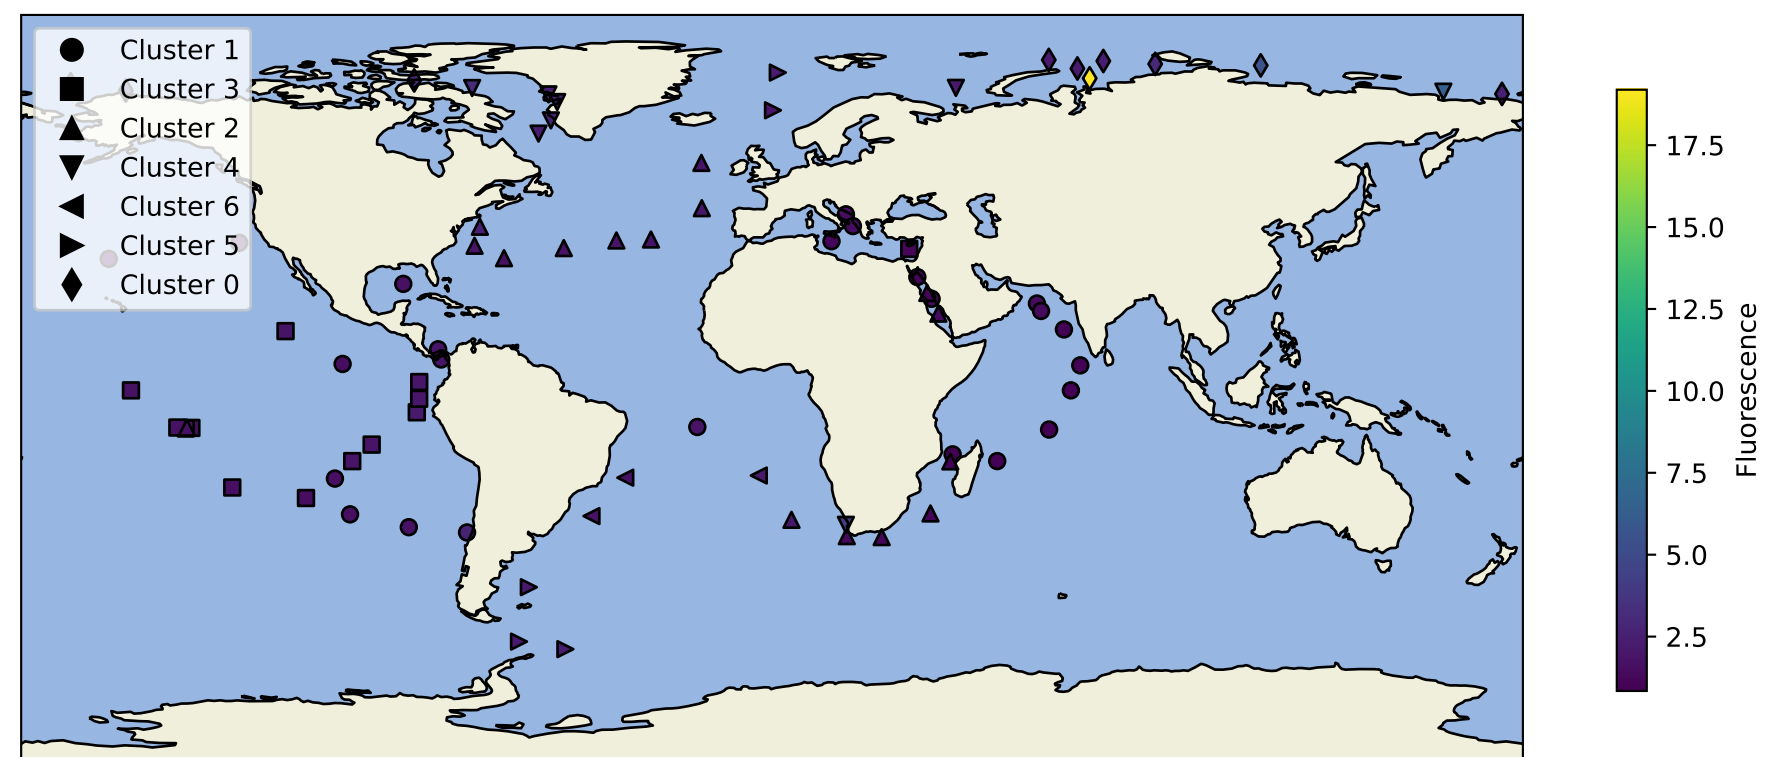 Cluster 1
Cluster 3
Cluster 2
Cluster 4
Cluster 6
Cluster 5
Cluster 0
17.5
15.0
12.5
10.0
7.5
5.0
2.5
Fluorescence